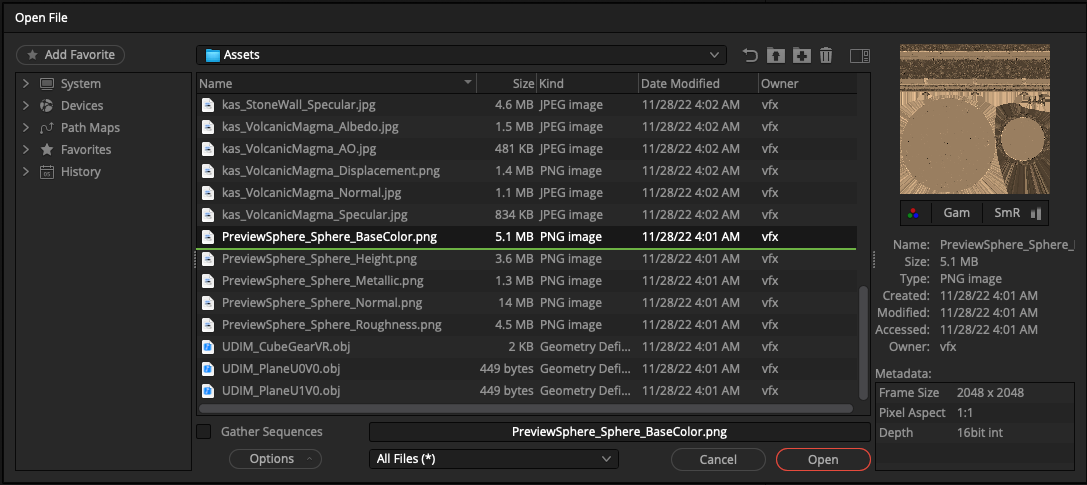 Open File
Add Favorite
Assets
System
Devices
Path Maps
Favorites
History
Name Size Kind Date Modified Owner
kas_StoneWall_Specular.jpg 4.6 MB JPEG image 11/28/22 4:02 AM vfx
kas_VolcanicMagma_Albedo.jpg 1.5 MB JPEG image 11/28/22 4:02 AM vfx
kas_VolcanicMagma_AO.jpg 481 KB JPEG image 11/28/22 4:02 AM vfx
kas_VolcanicMagma_Displacement.png 1.4 MB PNG image 11/28/22 4:02 AM vfx
kas_VolcanicMagma_Normal.jpg 1.1 MB JPEG image 11/28/22 4:02 AM vfx
kas_VolcanicMagma_Specular.jpg 834 KB JPEG image 11/28/22 4:02 AM vfx
PreviewSphere_Sphere_BaseColor.png 5.1 MB PNG image 11/28/22 4:01 AM vfx
PreviewSphere_Sphere_Height.png 3.6 MB PNG image 11/28/22 4:01 AM vfx
PreviewSphere_Sphere_Metallic.png 1.3 MB PNG image 11/28/22 4:01 AM vfx
PreviewSphere_Sphere_Normal.png 14 MB PNG image 11/28/22 4:01 AM vfx
PreviewSphere_Sphere_Roughness.png 4.5 MB PNG image 11/28/22 4:01 AM vfx
UDIM_CubeGearVR.obj 2 KB Geometry Defi... 11/28/22 4:01 AM vfx
UDIM_PlaneU0V0.obj 449 bytes Geometry Defi... 11/28/22 4:01 AM vfx
UDIM_PlaneU1V0.obj 449 bytes Geometry Defi... 11/28/22 4:01 AM vfx
Gather Sequences
PreviewSphere_Sphere_BaseColor.png
Options
All Files (*)
Cancel
Open
Gam
SmR
Name: PreviewSphere_Sphere_
Size: 5.1 MB
Type: PNG image
Created: 11/28/22 4:01 AM
Modified: 11/28/22 4:01 AM
Accessed: 11/28/22 4:01 AM
Owner: vfx
Metadata:
Frame Size 2048 x 2048
Pixel Aspect 1:1
Depth 16bit int